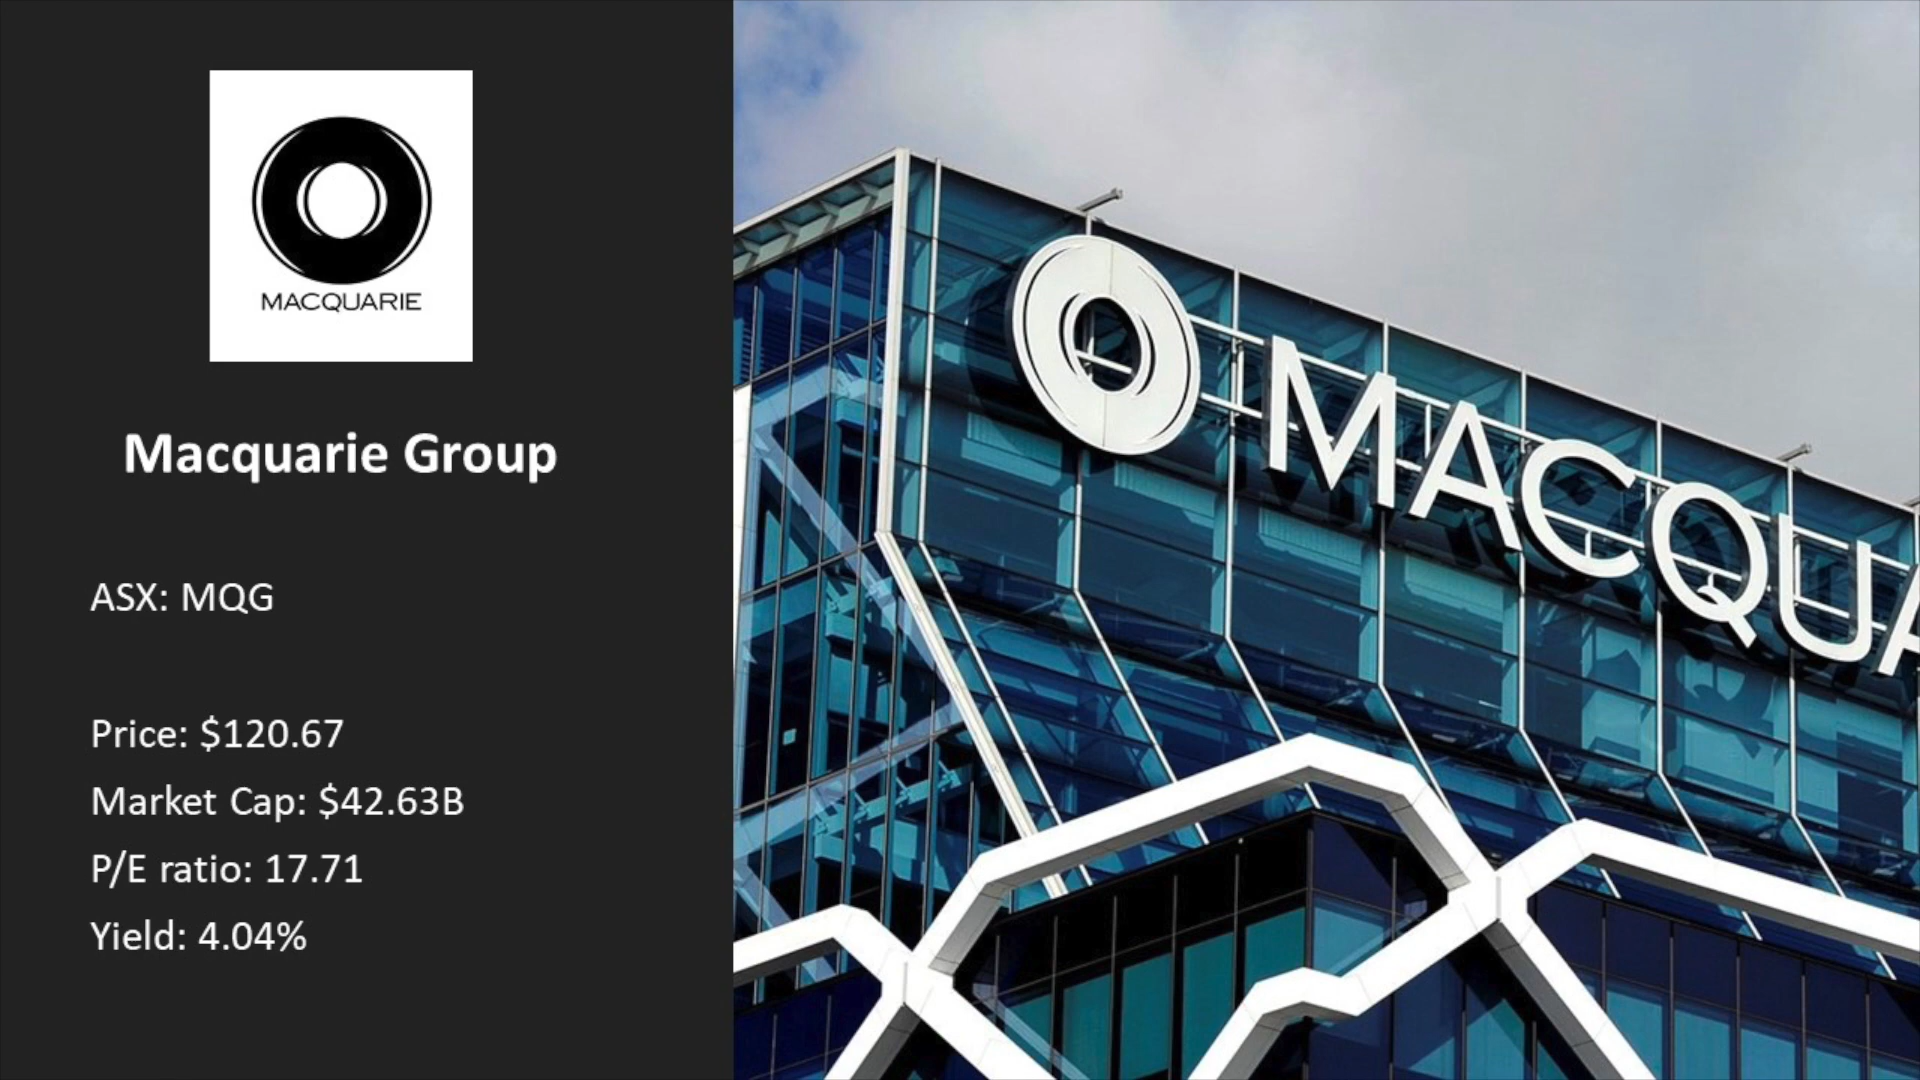 MACQUARIE
Macquarie Group
ASX: MQG
Price: $120.67
Market Cap: $42.63B
P/E ratio: 17.71
Yield: 4.04%
MACQUA